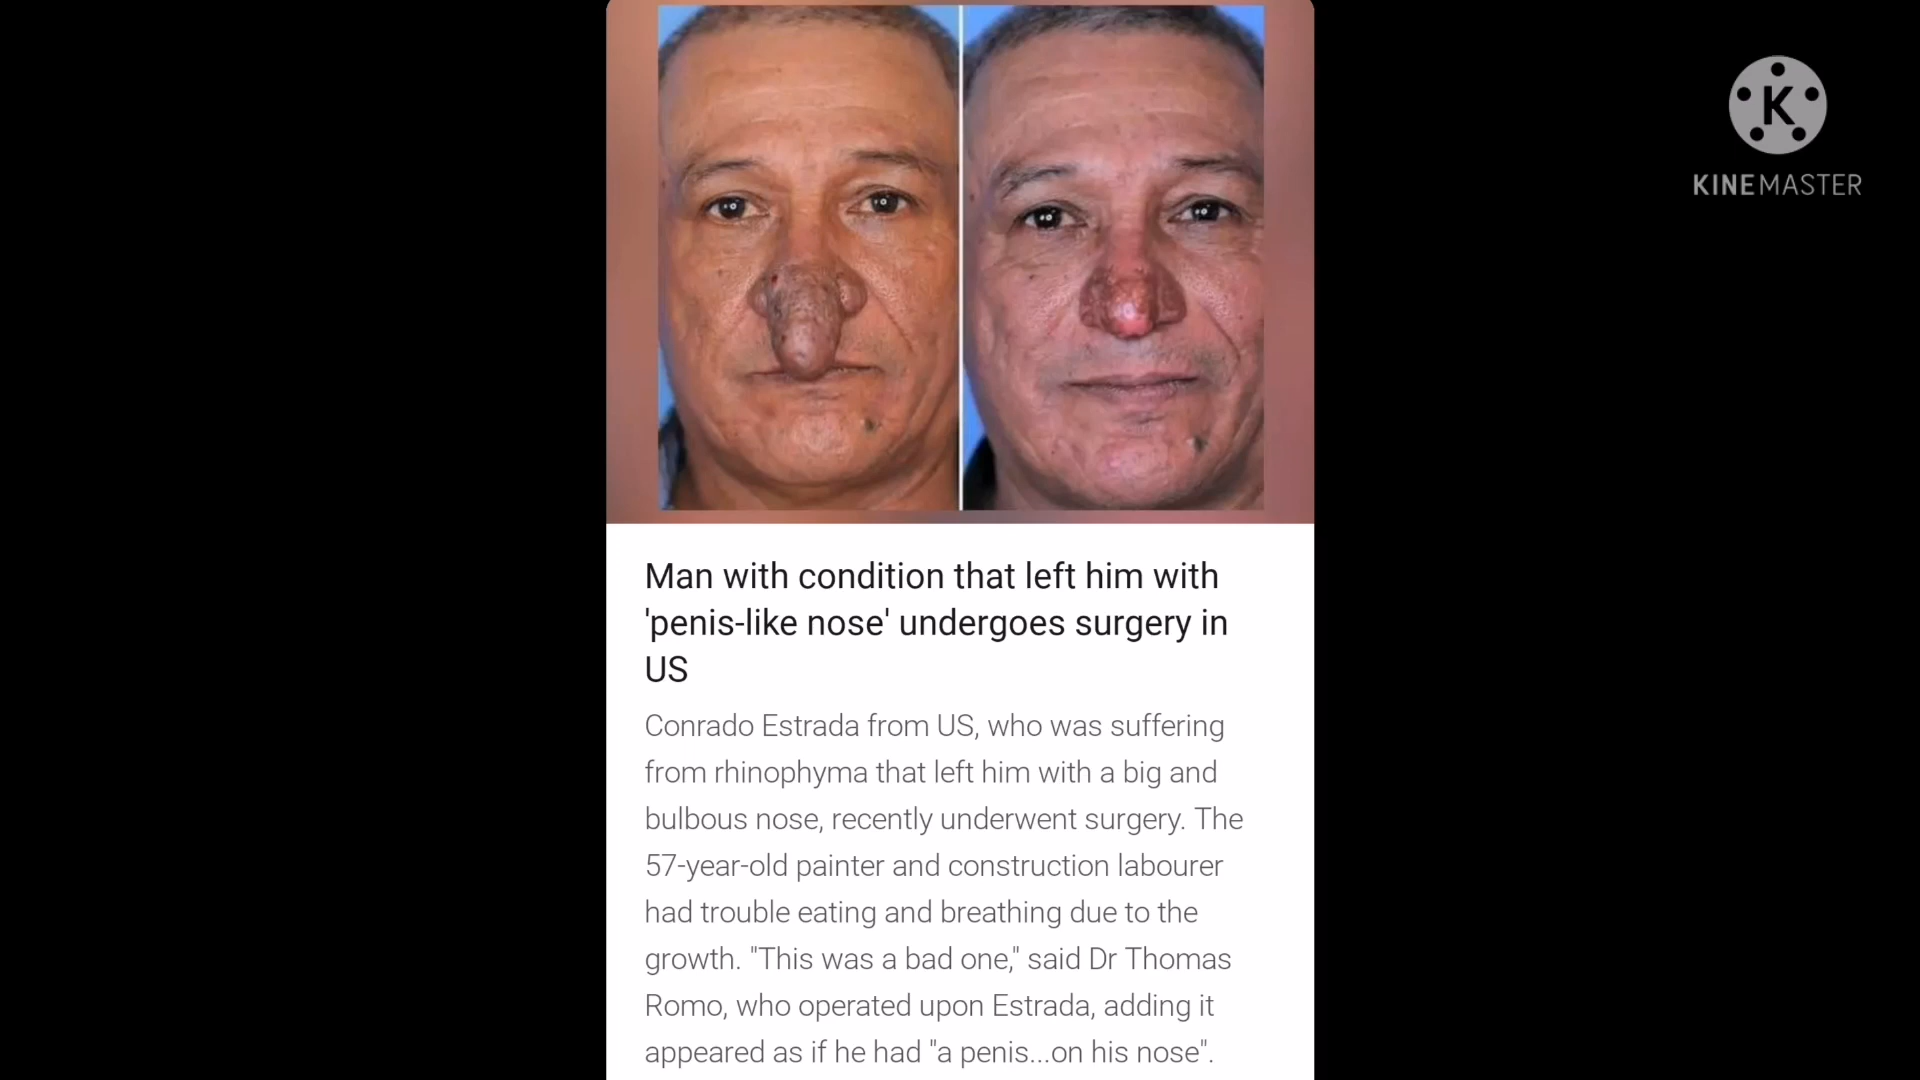 K
KINEMASTER
Man with condition that left him with
'penis-like nose' undergoes surgery in
US
Conrado Estrada from US, who was suffering
from rhinophyma that left him with a big and
bulbous nose, recently underwent surgery. The
57-year-old painter and construction labourer
had trouble eating and breathing due to the
growth. "This was a bad one," said Dr Thomas
Romo, who operated upon Estrada, adding it
appeared as if he had "a penis...on his nose".